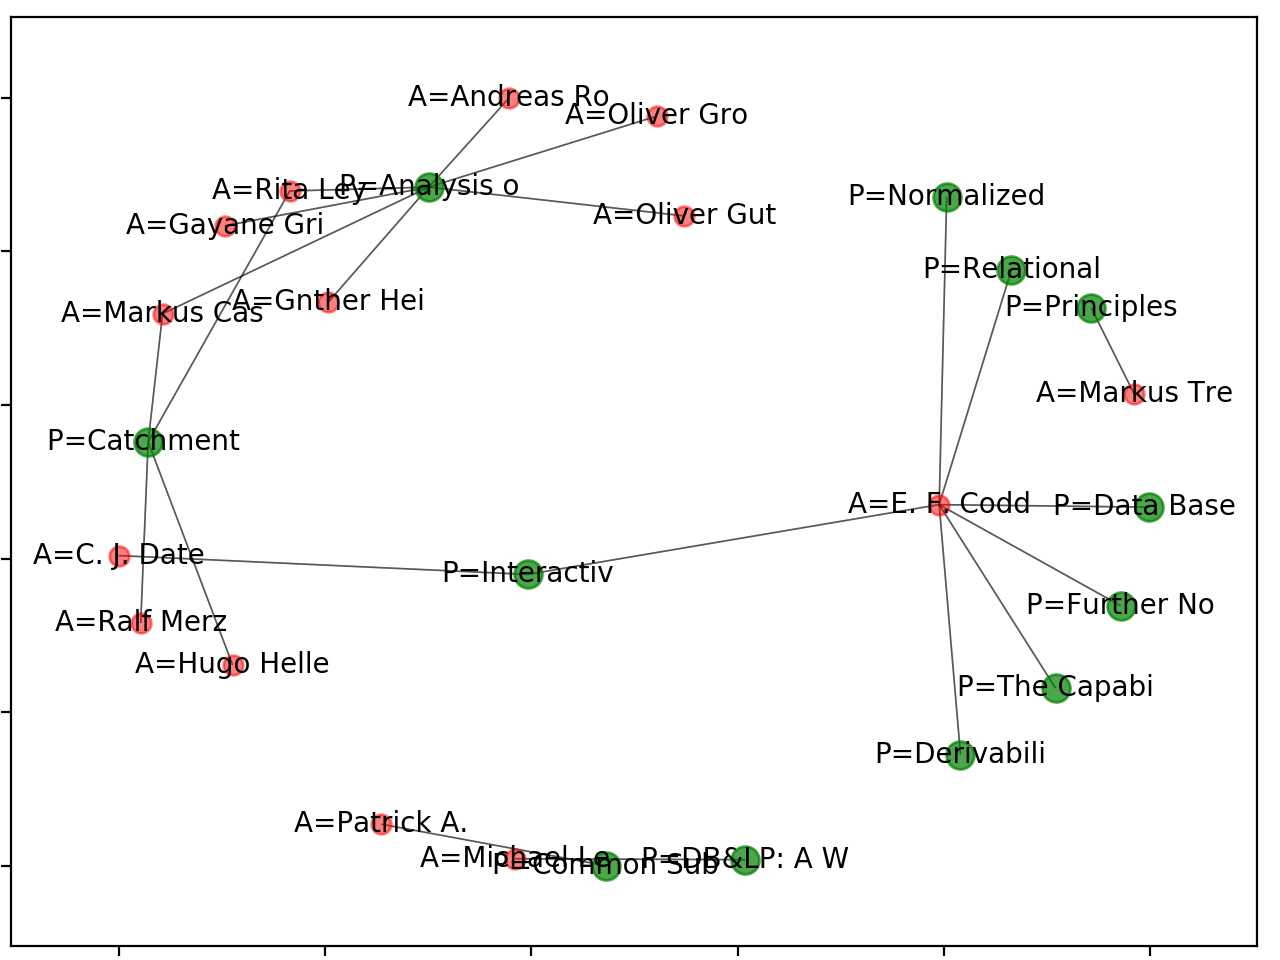 A=Andreas Ro
A=Oliver Gro
A=Rita Ley
P=Analysis o
P=Normalized
A=Gayane Gri
A=Oliver Gut
P=Relational
A=Gnther Hei
P=Principles
A=Markus Cas
A=Markus Tre
P=Catchment
A=E. F. Codd
P=Data Base
A=C. J. Date
P=Interactiv
P=Further No
A=Ralf Merz
A=Hugo Helle
P=The Capabi
P=Derivabili
A=Patrick A.
A=Michael Le
P=Common Sub
P=DB&LP: A W